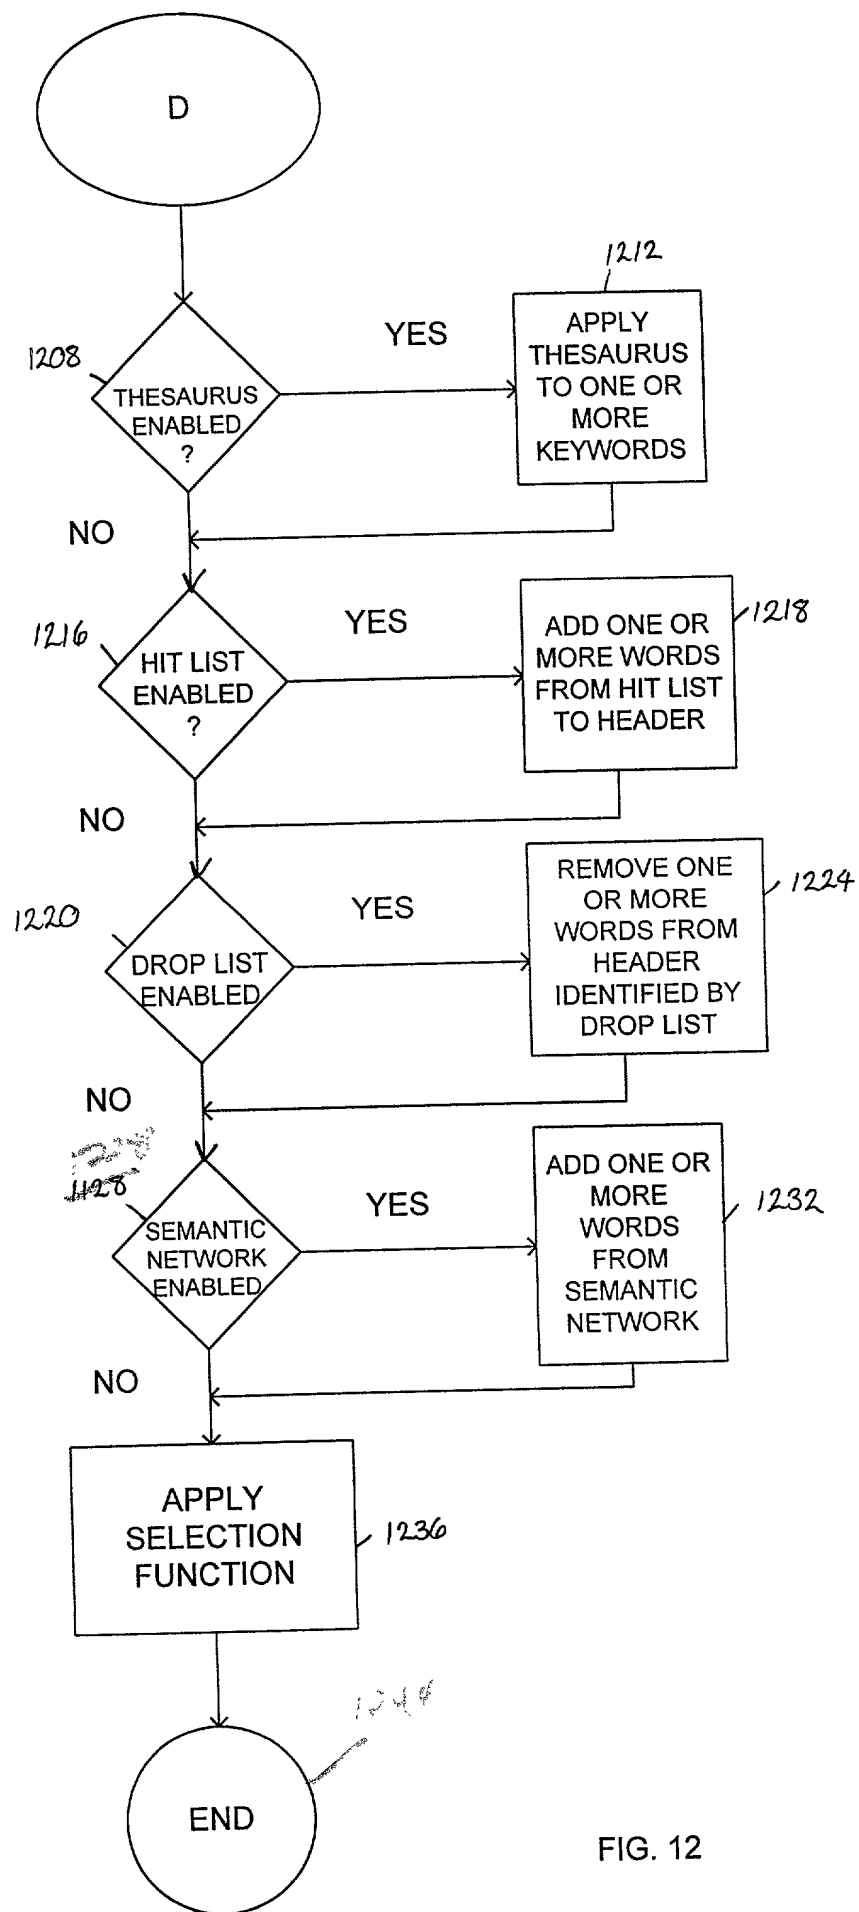 D
1212
YES
APPLY
THESAURUS
TO ONE OR
MORE
KEYWORDS
1208
THESAURUS
ENABLED
?
NO
1216
YES
1218
HIT LIST
ENABLED
?
ADD ONE OR
MORE WORDS
FROM HIT LIST
TO HEADER
NO
1220
YES
1224
DROP LIST
ENABLED
REMOVE ONE
OR MORE
WORDS FROM
HEADER
IDENTIFIED BY
DROP LIST
NO
1128
YES
1232
SEMANTIC
NETWORK
ENABLED
ADD ONE OR
MORE
WORDS
FROM
SEMANTIC
NETWORK
NO
APPLY
SELECTION
FUNCTION
1236
END
FIG. 12